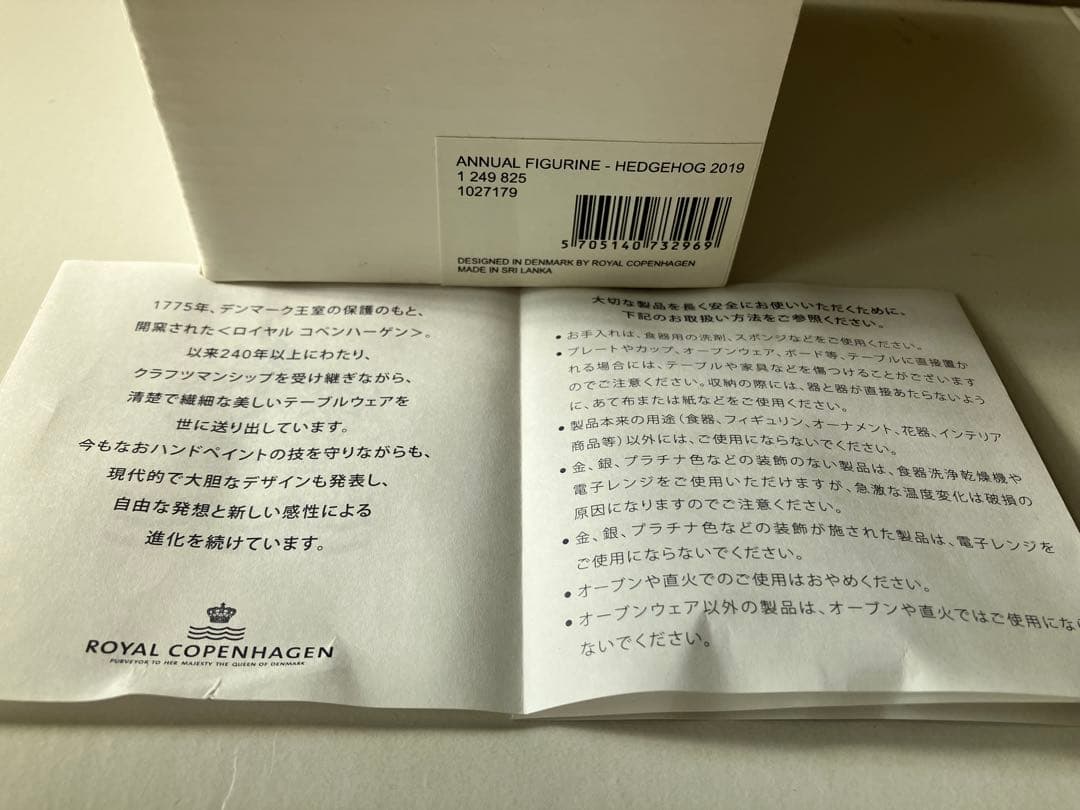 ANNUAL FIGURINE - HEDGEHOG 2019
1 249 825
1027179
5 705140 732969
DESIGNED IN DENMARK BY ROYAL COPENHAGEN
MADE IN SRI LANKA
1775年、デンマーク王室の保護のもと、
開窯された<ロイヤル コペンハーゲン>。
以来240年以上にわたり、
クラフツマンシップを受け継ぎながら、
清楚で繊細な美しいテーブルウェアを
世に送り出しています。
今もなおハンドペイントの技を守りながらも、
現代的で大胆なデザインも発表し、
自由な発想と新しい感性による
進化を続けています。
ROYAL COPENHAGEN
PURVEYOR TO HER MAJESTY THE QUEEN OF DENMARK
大切な製品を長く安全にお使いいただくために、
下記のお取扱い方法をご参照ください。
• お手入れは、食器用の洗剤、スポンジなどをご使用ください。
• プレートやカップ、オーブンウェア、ボード等、テーブルに直接置か
れる場合には、テーブルや家具などを傷つけることがございます
のでご注意ください。収納の際には、器と器が直接あたらないよう
に、あて布または紙などをご使用ください。
• 製品本来の用途(食器、フィギュリン、オーナメント、花器、インテリア
商品等)以外には、ご使用にならないでください。
• 金、銀、プラチナ色などの装飾のない製品は、食器洗浄乾燥機や
電子レンジをご使用いただけますが、急激な温度変化は破損の
原因になりますのでご注意ください。
• 金、銀、プラチナ色などの装飾が施された製品は、電子レンジを
ご使用にならないでください。
• オーブンや直火でのご使用はおやめください。
• オーブンウェア以外の製品は、オーブンや直火ではご使用になら
ないでください。